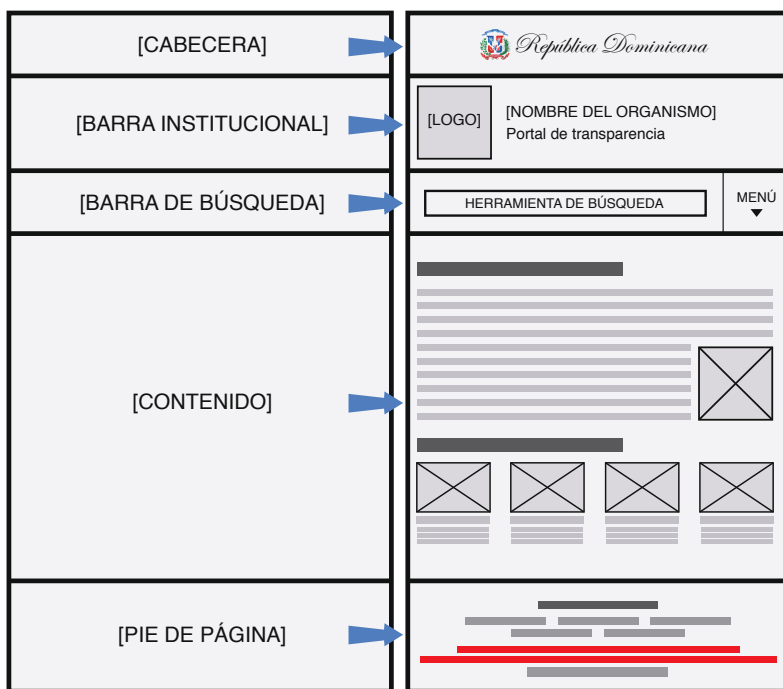 [CABECERA]
República Dominicana
[BARRA INSTITUCIONAL]
[LOGO]
[NOMBRE DEL ORGANISMO]
Portal de transparencia
[BARRA DE BÚSQUEDA]
HERRAMIENTA DE BÚSQUEDA
MENÚ
[CONTENIDO]
[PIE DE PÁGINA]